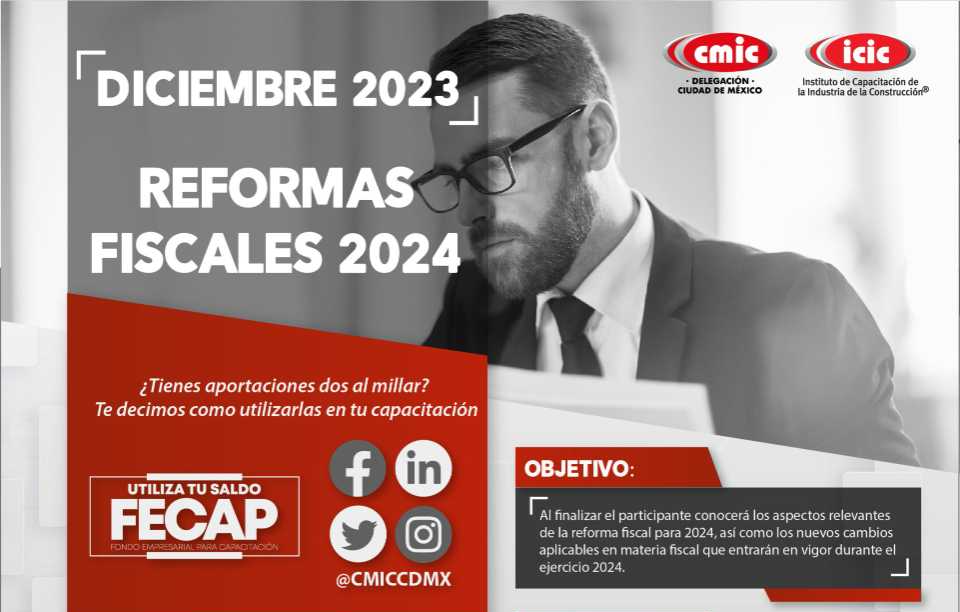 DICIEMBRE 2023
REFORMAS
FISCALES 2024
cmic
· DELEGACIÓN ·
CIUDAD DE MÉXICO
icic
Instituto de Capacitación de
la Industria de la Construcción®
¿Tienes aportaciones dos al millar?
Te decimos como utilizarlas en tu capacitación
UTILIZA TU SALDO
FECAP
FONDO EMPRESARIAL PARA CAPACITACIÓN
@CMICCDMX
OBJETIVO:
Al finalizar el participante conocerá los aspectos relevantes
de la reforma fiscal para 2024, así como los nuevos cambios
aplicables en materia fiscal que entrarán en vigor durante el
ejercicio 2024.